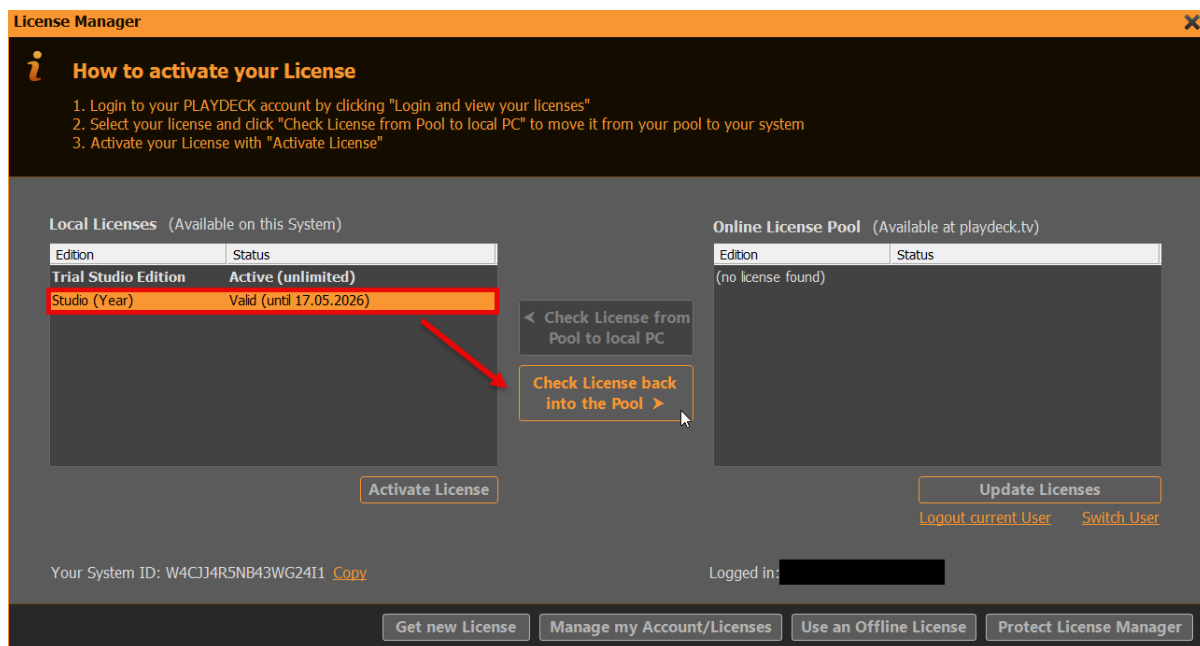 License Manager
How to activate your License
1. Login to your PLAYDECK account by clicking "Login and view your licenses"
2. Select your license and click "Check License from Pool to local PC" to move it from your pool to your system
3. Activate your License with "Activate License"
Local Licenses (Available on this System)
Edition Status
Trial Studio Edition Active (unlimited)
Studio (Year) Valid (until 17.05.2026)
Activate License
Check License from
Pool to local PC
Check License back
into the Pool
Online License Pool (Available at playdeck.tv)
Edition Status
(no license found)
Update Licenses
Logout current User Switch User
Your System ID: W4CJJ4R5NB43WG24I1 Copy
Logged in:
Get new License Manage my Account/Licenses Use an Offline License Protect License Manager